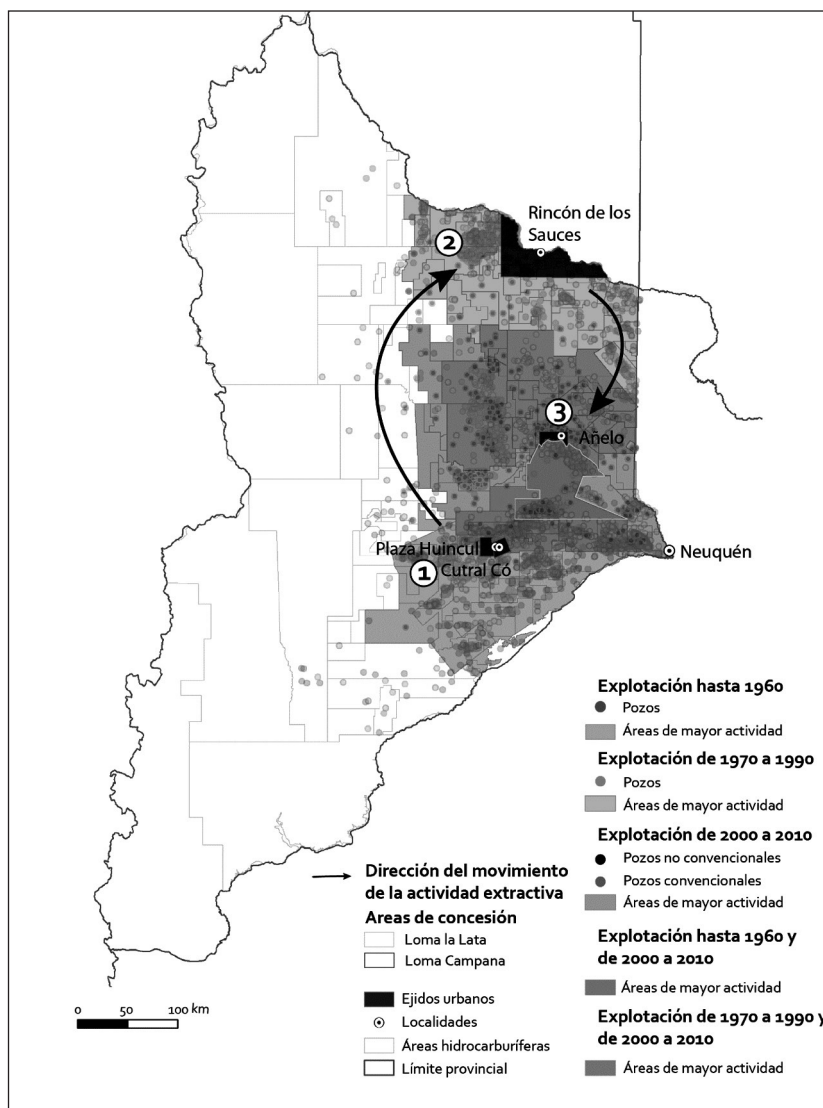 Rincón de los
Sauces
2
3
Añelo
Plaza Huincul
Cutral Có
1
Neuquén
Explotación hasta 1960
Pozos
Áreas de mayor actividad
Explotación de 1970 a 1990
Pozos
Áreas de mayor actividad
Explotación de 2000 a 2010
Pozos no convencionales
Pozos convencionales
Áreas de mayor actividad
Explotación hasta 1960 y
de 2000 a 2010
Áreas de mayor actividad
Explotación de 1970 a 1990 y
de 2000 a 2010
Áreas de mayor actividad
Dirección del movimiento
de la actividad extractiva
Areas de concesión
Loma la Lata
Loma Campana
Ejidos urbanos
Localidades
Áreas hidrocarburíferas
Límite provincial
0 50 100 km